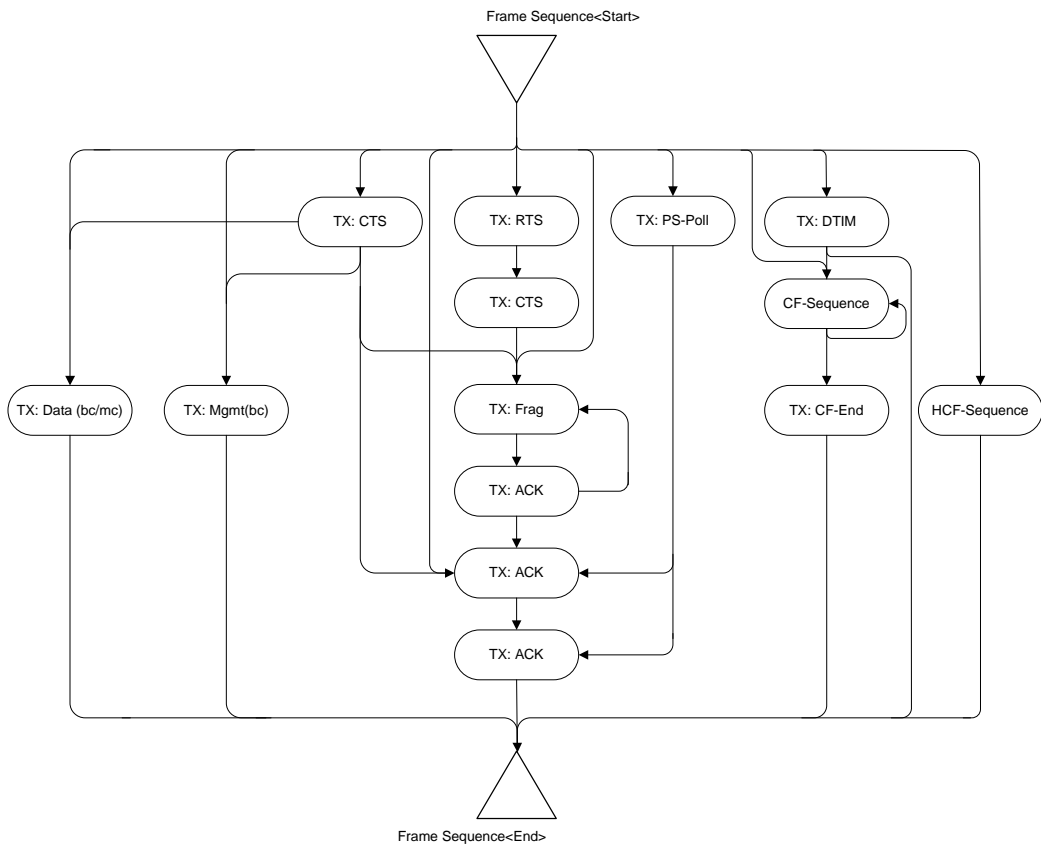 Frame Sequence<Start>
TX: CTS
TX: RTS
TX: PS-Poll
TX: DTIM
TX: CTS
CF-Sequence
TX: Data (bc/mc)
TX: Mgmt(bc)
TX: Frag
TX: CF-End
HCF-Sequence
TX: ACK
TX: ACK
TX: ACK
Frame Sequence<End>